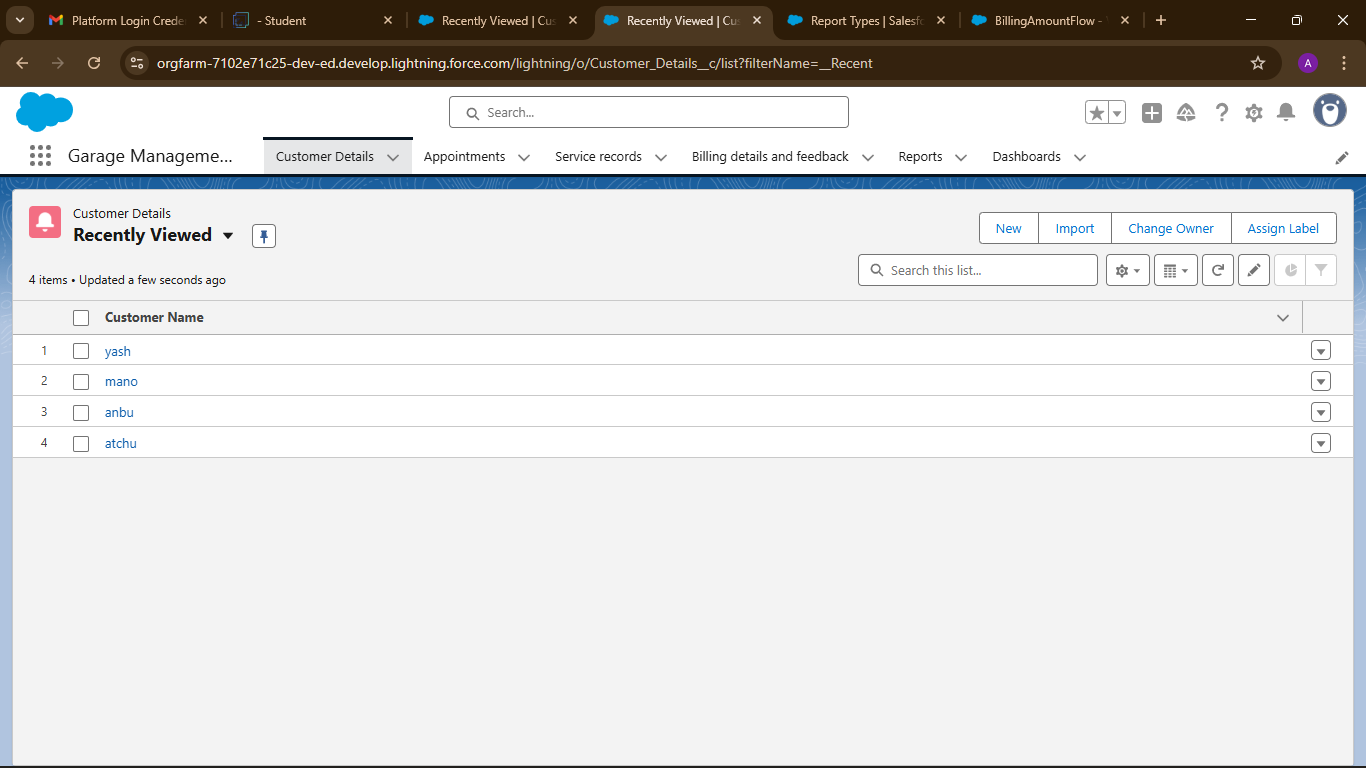 Platform Login Crede
- Student
Recently Viewed | Cus
Recently Viewed | Cus
Report Types | Salesfo
BillingAmountFlow -
orgfarm-7102e71c25-dev-ed.develop.lightning.force.com/lightning/o/Customer_Details__c/list?filterName=__Recent
A
Search...
Garage Manageme...
Customer Details
Appointments
Service records
Billing details and feedback
Reports
Dashboards
Customer Details
Recently Viewed
New
Import
Change Owner
Assign Label
4 items • Updated a few seconds ago
Search this list...
Customer Name
1 yash
2 mano
3 anbu
4 atchu